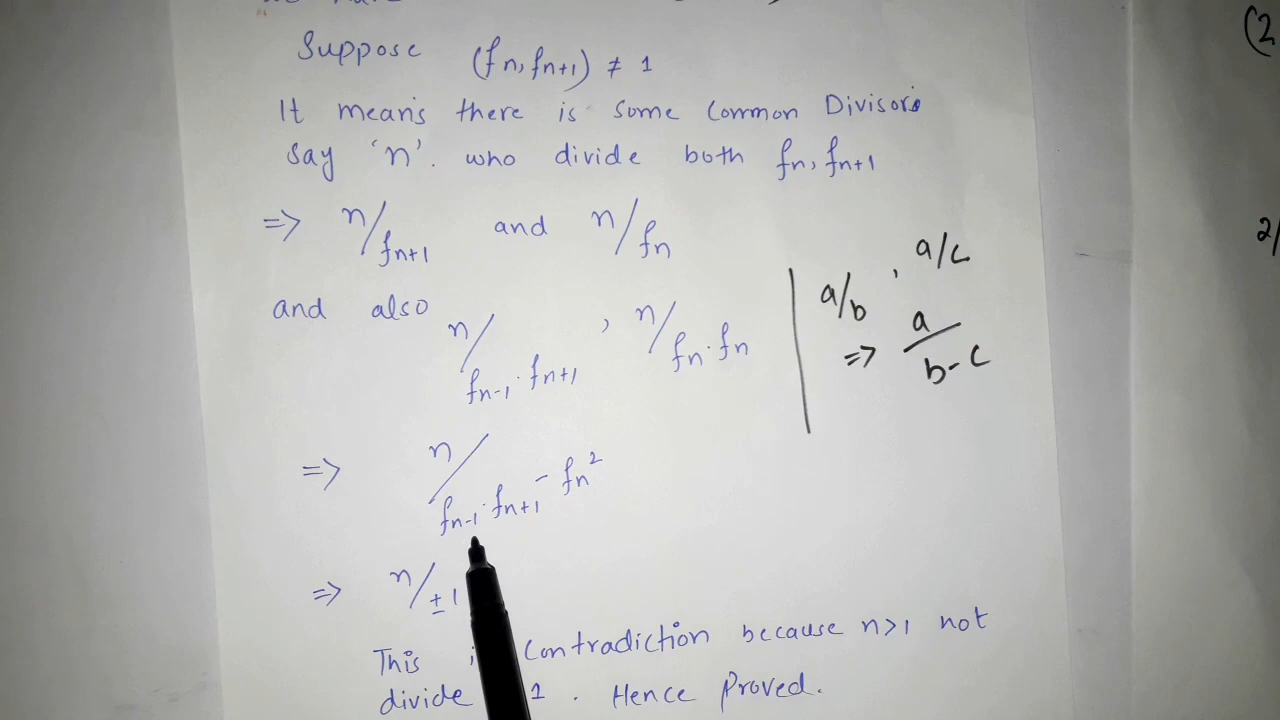 Suppose (fn, fn+1) ≠ 1
It means there is some Common Divisors
say 'n'. who divide both fn, fn+1
=> n/fn+1 and n/fn
and also n/fn-1·fn+1 , n/fn·fn
a/b , a/c
=> a/b-c
=> n/fn-1·fn+1 - fn²
=> n/±1
This Contradiction because n>1 not
divide 1 . Hence Proved.
(2
2/